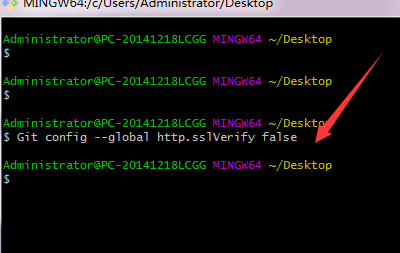 MINGW64:/c/Users/Administrator/Desktop
Administrator@PC-20141218LCGG MINGW64 ~/Desktop
$
Administrator@PC-20141218LCGG MINGW64 ~/Desktop
$
Administrator@PC-20141218LCGG MINGW64 ~/Desktop
$ Git config --global http.sslVerify false
Administrator@PC-20141218LCGG MINGW64 ~/Desktop
$